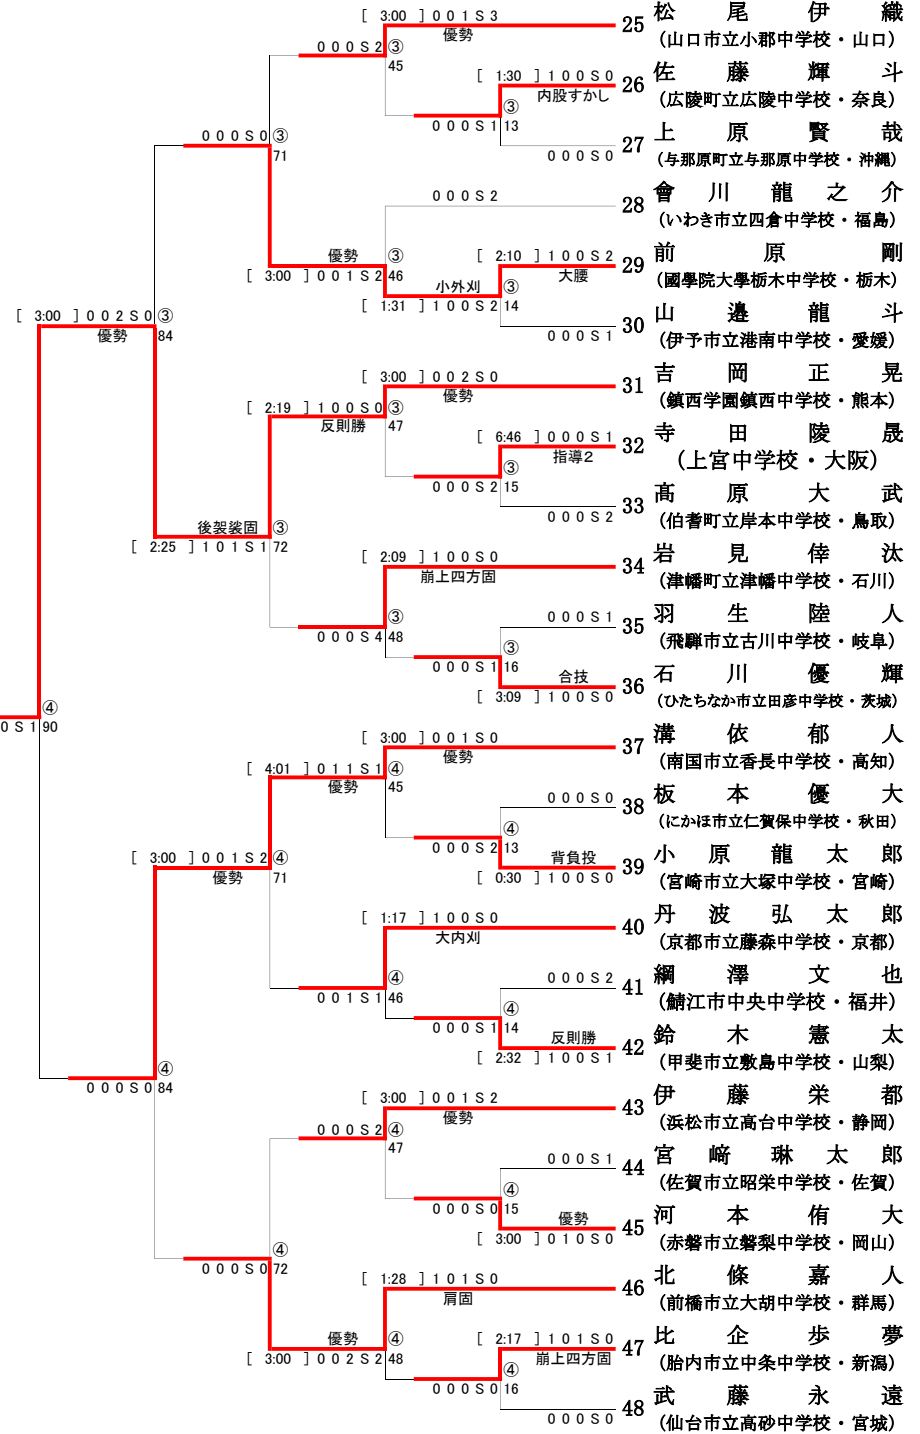 [ 3:00 ] 0 0 1 S 3
25 松尾伊織
優勢
(山口市立小郡中学校・山口)
0 0 0 S 2 ③
45
[ 1:30 ] 1 0 0 S 0
26 佐藤輝斗
内股すかし
(広陵町立広陵中学校・奈良)
③
0 0 0 S 1 13
0 0 0 S 0 ③
71
27 上原賢哉
0 0 0 S 0
(与那原町立与那原中学校・沖縄)
0 0 0 S 2
28 會川龍之介
(いわき市立四倉中学校・福島)
優勢 ③
[ 3:00 ] 0 0 1 S 2 46
[ 2:10 ] 1 0 0 S 2
29 前原剛
大腰
(國學院大學栃木中学校・栃木)
小外刈 ③
[ 1:31 ] 1 0 0 S 2 14
[ 3:00 ] 0 0 2 S 0 ③
優勢 84
30 山邉龍斗
0 0 0 S 1
(伊予市立港南中学校・愛媛)
[ 3:00 ] 0 0 2 S 0
31 吉岡正晃
優勢
(鎮西学園鎮西中学校・熊本)
[ 2:19 ] 1 0 0 S 0 ③
反則勝 47
[ 6:46 ] 0 0 0 S 1
32 寺田陵晟
指導2
(上宮中学校・大阪)
③
0 0 0 S 2 15
33 髙原大武
0 0 0 S 2
(伯耆町立岸本中学校・鳥取)
後袈裟固 ③
[ 2:25 ] 1 0 1 S 1 72
[ 2:09 ] 1 0 0 S 0
34 岩見倖汰
崩上四方固
(津幡町立津幡中学校・石川)
③
0 0 0 S 4 48
0 0 0 S 1
35 羽生陸人
(飛騨市立古川中学校・岐阜)
③
0 0 0 S 1 16
合技
36 石川優輝
[ 3:09 ] 1 0 0 S 0
(ひたちなか市立田彦中学校・茨城)
④
0 S 1 90
[ 3:00 ] 0 0 1 S 0
37 溝依郁人
優勢
(南国市立香長中学校・高知)
[ 4:01 ] 0 1 1 S 1 ④
優勢 45
0 0 0 S 0
38 板本優大
(にかほ市立仁賀保中学校・秋田)
④
0 0 0 S 2 13
背負投
39 小原龍太郎
[ 0:30 ] 1 0 0 S 0
(宮崎市立大塚中学校・宮崎)
[ 3:00 ] 0 0 1 S 2 ④
優勢 71
[ 1:17 ] 1 0 0 S 0
40 丹波弘太郎
大内刈
(京都市立藤森中学校・京都)
④
0 0 1 S 1 46
0 0 0 S 2
41 綱澤文也
(鯖江市中央中学校・福井)
④
0 0 0 S 1 14
反則勝
42 鈴木憲太
[ 2:32 ] 1 0 0 S 1
(甲斐市立敷島中学校・山梨)
④
0 0 0 S 0 84
[ 3:00 ] 0 0 1 S 2
43 伊藤栄都
優勢
(浜松市立高台中学校・静岡)
0 0 0 S 2 ④
47
0 0 0 S 1
44 宮﨑琳太郎
(佐賀市立昭栄中学校・佐賀)
④
0 0 0 S 0 15
優勢
45 河本侑大
[ 3:00 ] 0 1 0 S 0
(赤磐市立磐梨中学校・岡山)
④
0 0 0 S 0 72
[ 1:28 ] 1 0 1 S 0
46 北條嘉人
肩固
(前橋市立大胡中学校・群馬)
優勢 ④
[ 3:00 ] 0 0 2 S 2 48
[ 2:17 ] 1 0 1 S 0
47 比企歩夢
崩上四方固
(胎内市立中条中学校・新潟)
④
0 0 0 S 0 16
48 武藤永遠
0 0 0 S 0
(仙台市立高砂中学校・宮城)